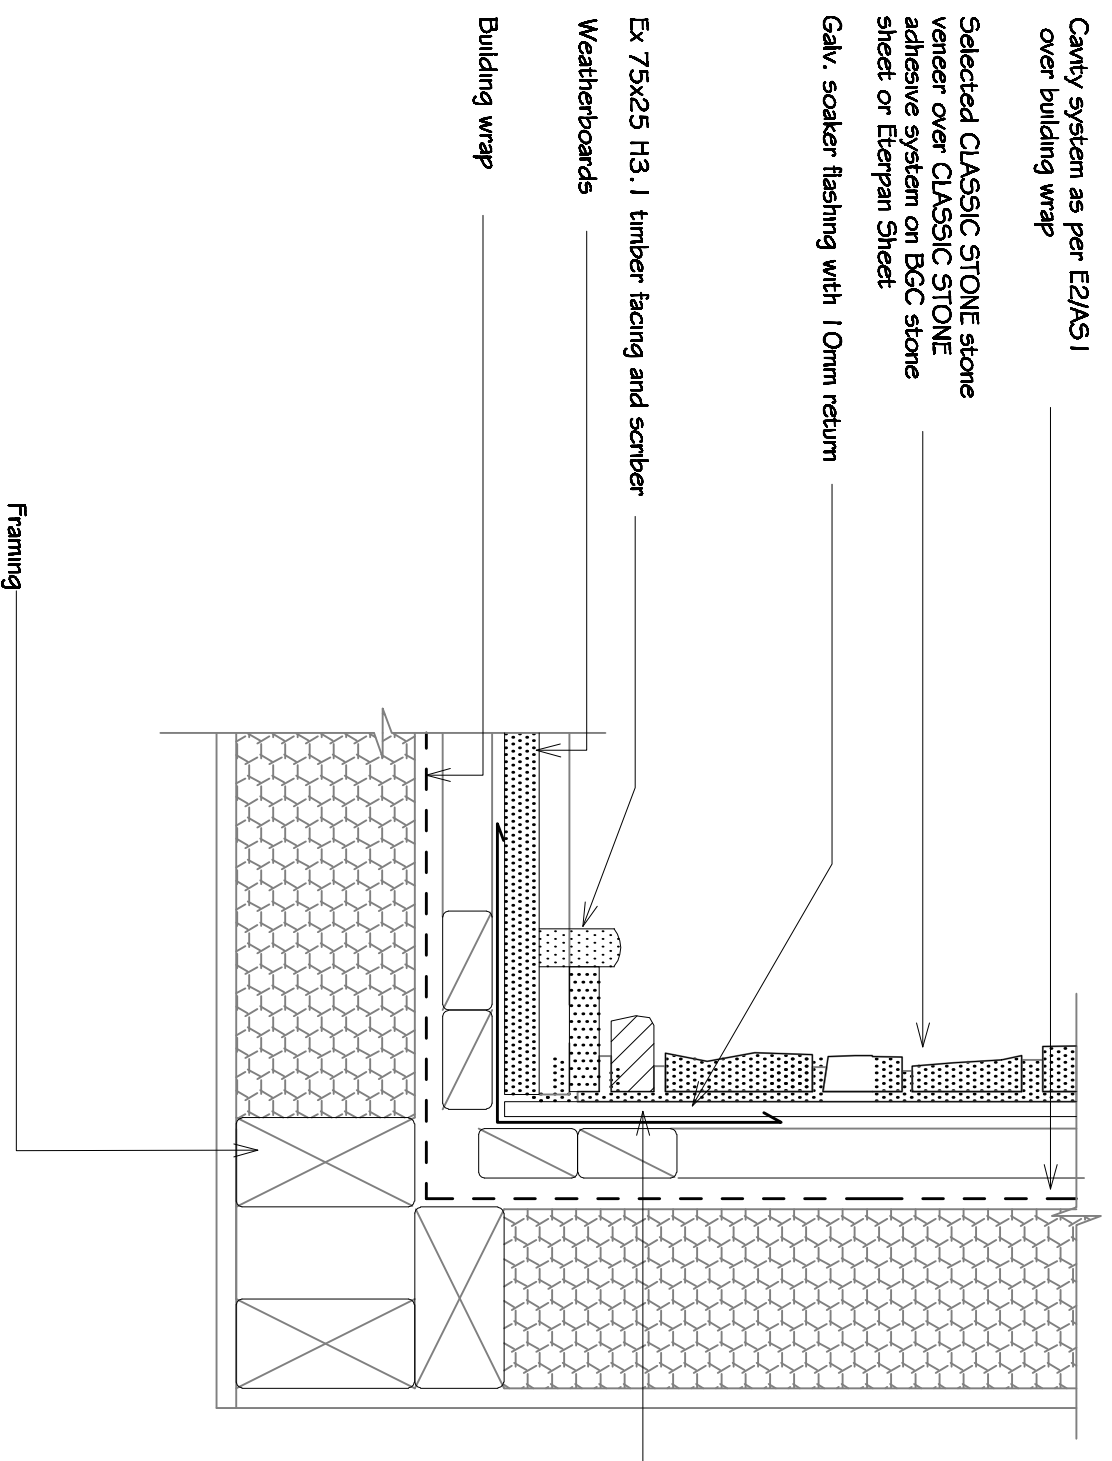 Cavity system as per E2/AS1
over building wrap
Selected CLASSIC STONE stone
veneer over CLASSIC STONE
adhesive system on BGC stone
sheet or Eterpan Sheet
Galv. soaker flashing with 10mm return
Ex 75x25 H3.1 timber facing and scriber
Weatherboards
Building wrap
Framing